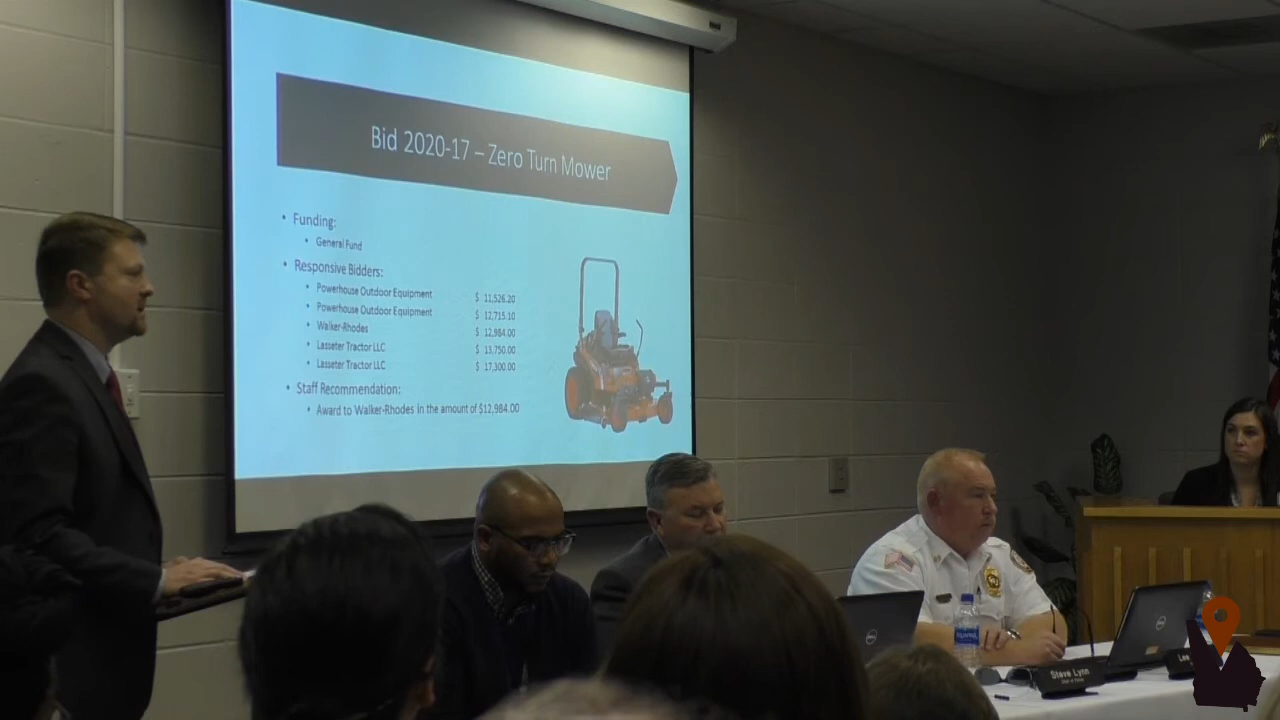 Bid 2020-17 – Zero Turn Mower
• Funding:
• General Fund
• Responsive Bidders:
• Powerhouse Outdoor Equipment $ 11,526.20
• Powerhouse Outdoor Equipment $ 12,715.10
• Walker-Rhodes $ 12,984.00
• Lasseter Tractor LLC $ 13,750.00
• Lasseter Tractor LLC $ 17,300.00
• Staff Recommendation:
• Award to Walker-Rhodes in the amount of $12,984.00
DELL
DELL
Steve Lynn